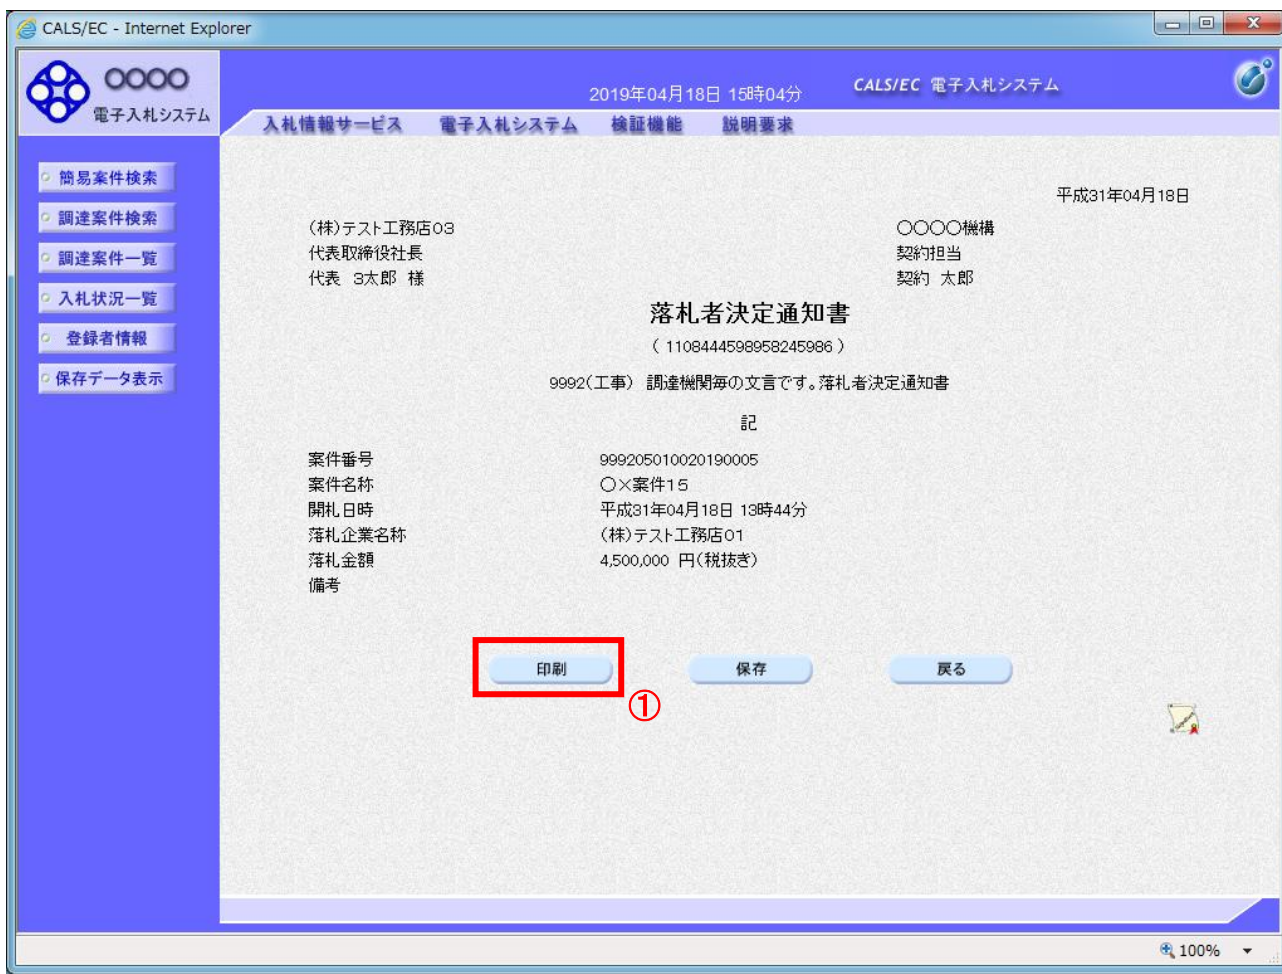 CALS/EC - Internet Explorer
OOOO
電子入札システム
2019年04月18日 15時04分
CALS/EC 電子入札システム
入札情報サービス 電子入札システム 検証機能 説明要求
簡易案件検索
調達案件検索
調達案件一覧
入札状況一覧
登録者情報
保存データ表示
平成31年04月18日
(株)テスト工務店03
代表取締役社長
代表 3太郎 様
〇〇〇〇機構
契約担当
契約 太郎
落札者決定通知書
( 1108444598958245986 )
9992(工事) 調達機関毎の文言です。落札者決定通知書
記
案件番号 999205010020190005
案件名称 〇×案件15
開札日時 平成31年04月18日 13時44分
落札企業名称 (株)テスト工務店01
落札金額 4,500,000 円(税抜き)
備考
印刷 保存 戻る
①
100%